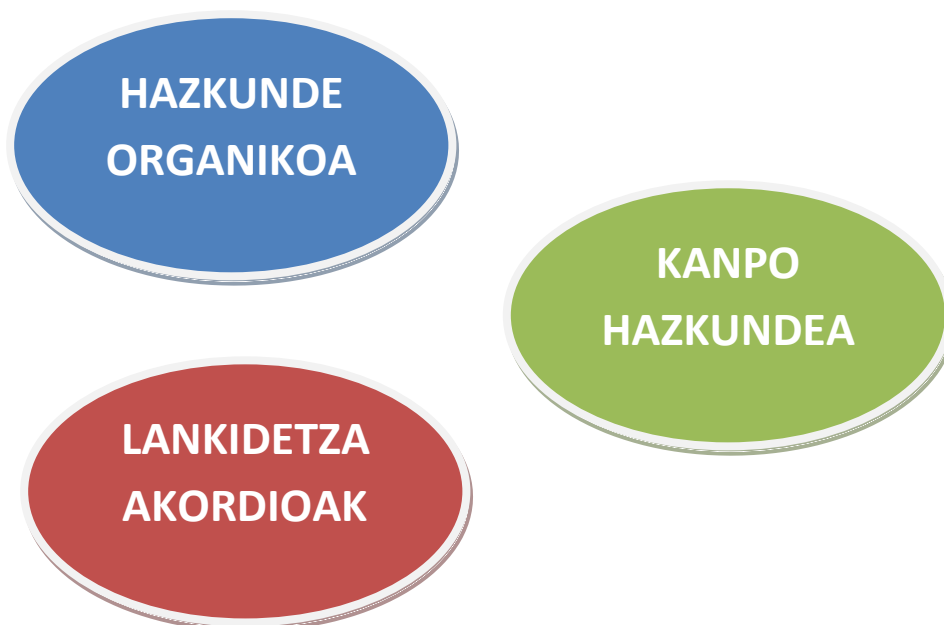 HAZKUNDE
ORGANIKOA
KANPO
HAZKUNDEA
LANKIDETZA
AKORDIOAK